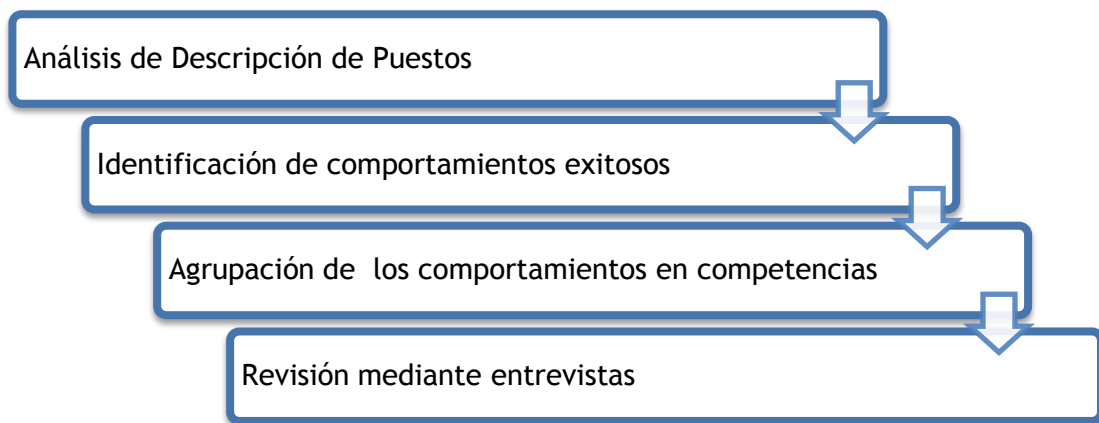 Análisis de Descripción de Puestos
Identificación de comportamientos exitosos
Agrupación de los comportamientos en competencias
Revisión mediante entrevistas